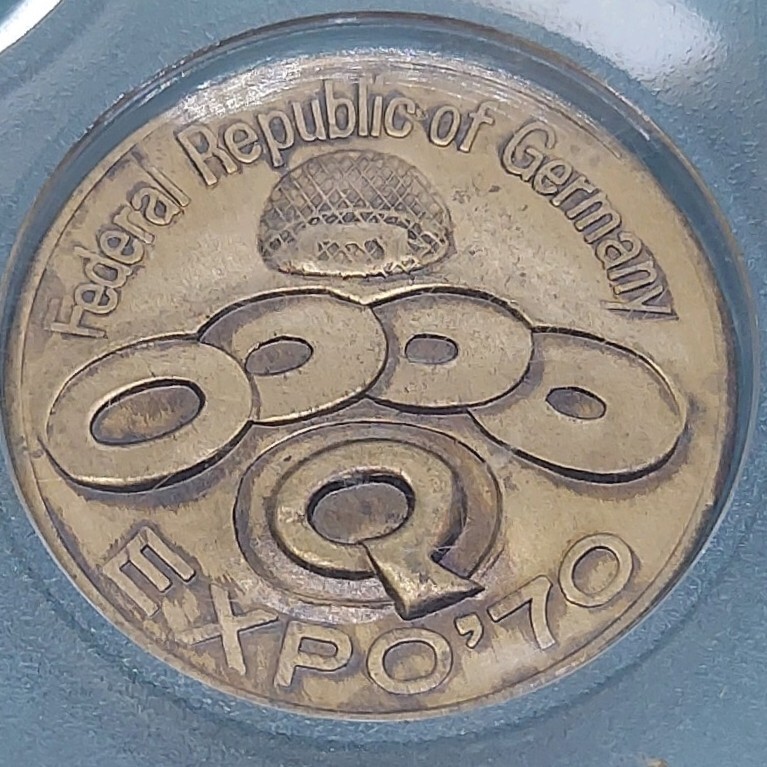 Federal Republic of Germany
EXPO'70